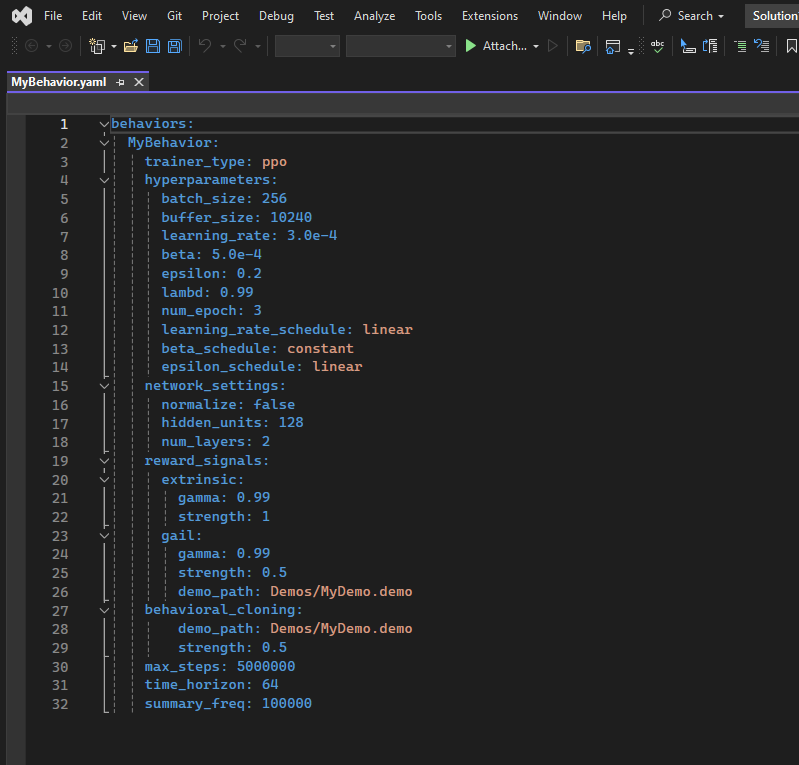 File Edit View Git Project Debug Test Analyze Tools Extensions Window Help Search Solution
Attach...
MyBehavior.yaml
1 behaviors:
2 MyBehavior:
3 trainer_type: ppo
4 hyperparameters:
5 batch_size: 256
6 buffer_size: 10240
7 learning_rate: 3.0e-4
8 beta: 5.0e-4
9 epsilon: 0.2
10 lambd: 0.99
11 num_epoch: 3
12 learning_rate_schedule: linear
13 beta_schedule: constant
14 epsilon_schedule: linear
15 network_settings:
16 normalize: false
17 hidden_units: 128
18 num_layers: 2
19 reward_signals:
20 extrinsic:
21 gamma: 0.99
22 strength: 1
23 gail:
24 gamma: 0.99
25 strength: 0.5
26 demo_path: Demos/MyDemo.demo
27 behavioral_cloning:
28 demo_path: Demos/MyDemo.demo
29 strength: 0.5
30 max_steps: 5000000
31 time_horizon: 64
32 summary_freq: 100000